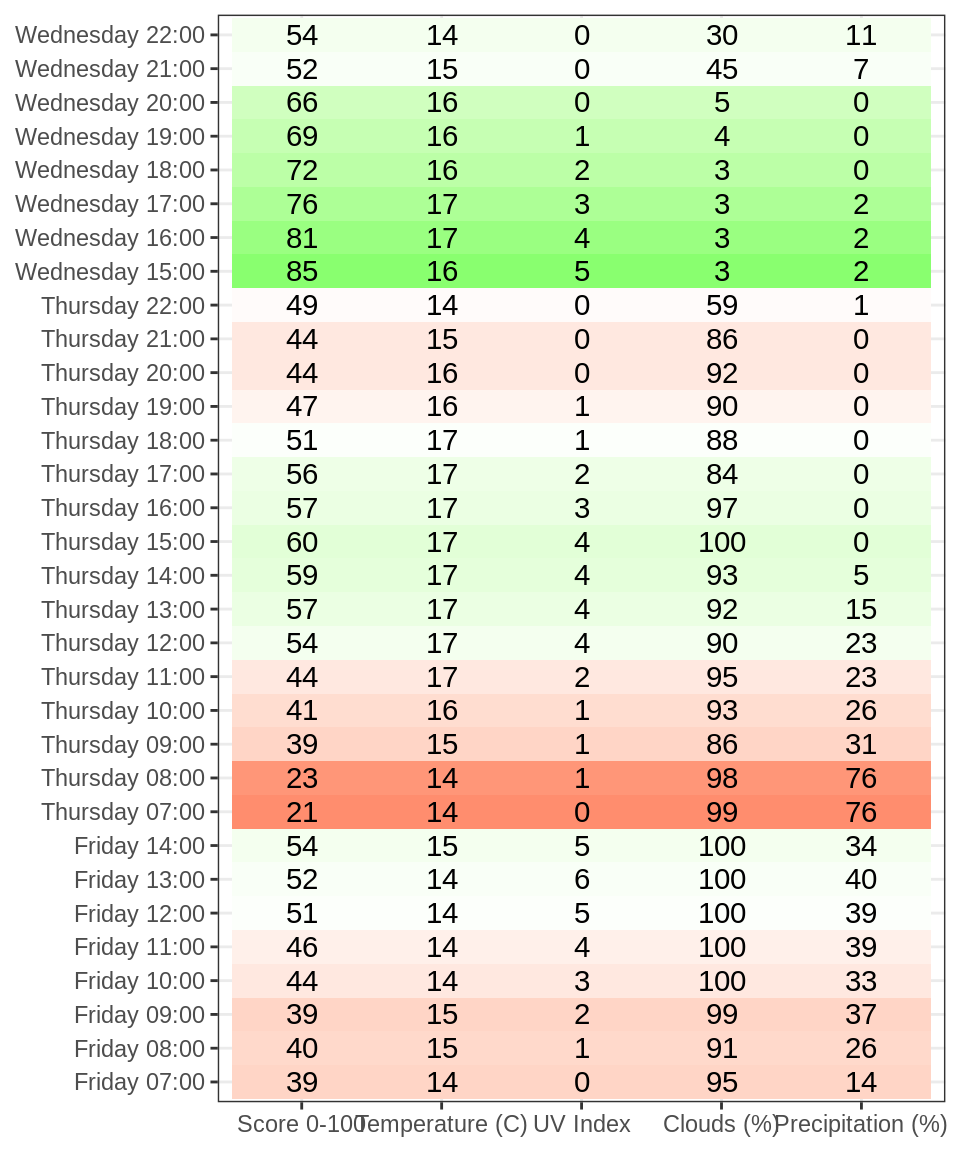 Wednesday 22:00 54 14 0 30 11
Wednesday 21:00 52 15 0 45 7
Wednesday 20:00 66 16 0 5 0
Wednesday 19:00 69 16 1 4 0
Wednesday 18:00 72 16 2 3 0
Wednesday 17:00 76 17 3 3 2
Wednesday 16:00 81 17 4 3 2
Wednesday 15:00 85 16 5 3 2
Thursday 22:00 49 14 0 59 1
Thursday 21:00 44 15 0 86 0
Thursday 20:00 44 16 0 92 0
Thursday 19:00 47 16 1 90 0
Thursday 18:00 51 17 1 88 0
Thursday 17:00 56 17 2 84 0
Thursday 16:00 57 17 3 97 0
Thursday 15:00 60 17 4 100 0
Thursday 14:00 59 17 4 93 5
Thursday 13:00 57 17 4 92 15
Thursday 12:00 54 17 4 90 23
Thursday 11:00 44 17 2 95 23
Thursday 10:00 41 16 1 93 26
Thursday 09:00 39 15 1 86 31
Thursday 08:00 23 14 1 98 76
Thursday 07:00 21 14 0 99 76
Friday 14:00 54 15 5 100 34
Friday 13:00 52 14 6 100 40
Friday 12:00 51 14 5 100 39
Friday 11:00 46 14 4 100 39
Friday 10:00 44 14 3 100 33
Friday 09:00 39 15 2 99 37
Friday 08:00 40 15 1 91 26
Friday 07:00 39 14 0 95 14
Score 0-100 Temperature (C) UV Index Clouds (%) Precipitation (%)